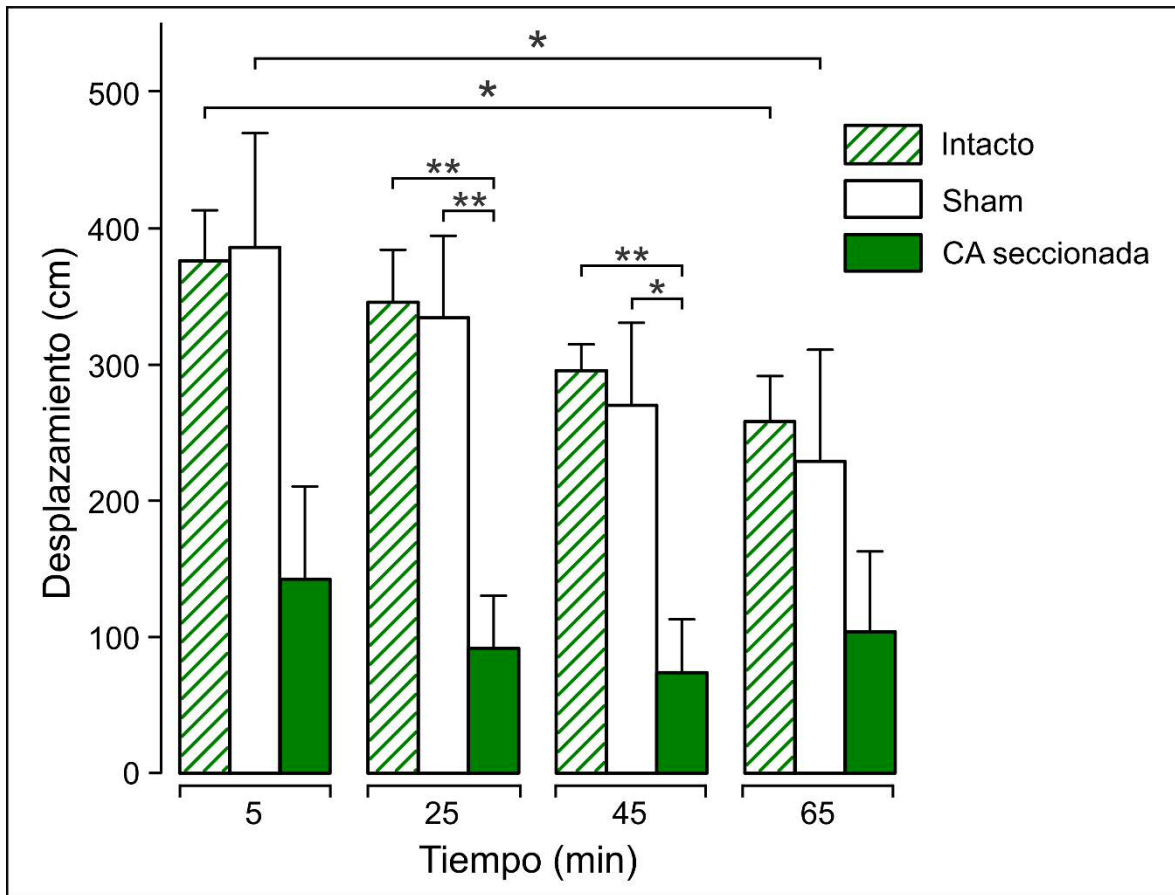 *
*
500
Intacto
**
Sham
**
400
CA seccionada
**
*
300
200
100
0
Desplazamiento (cm)
5 25 45 65
Tiempo (min)